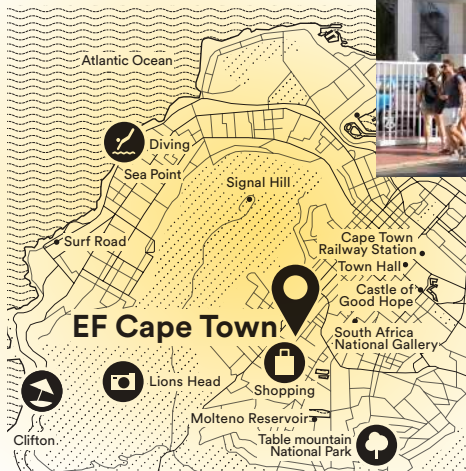 Atlantic Ocean
Diving
Sea Point
Signal Hill
Surf Road
Cape Town
Railway Station
Town Hall
Castle of
Good Hope
EF Cape Town
South Africa
National Gallery
Lions Head
Shopping
Clifton
Molteno Reservoir
Table mountain
National Park